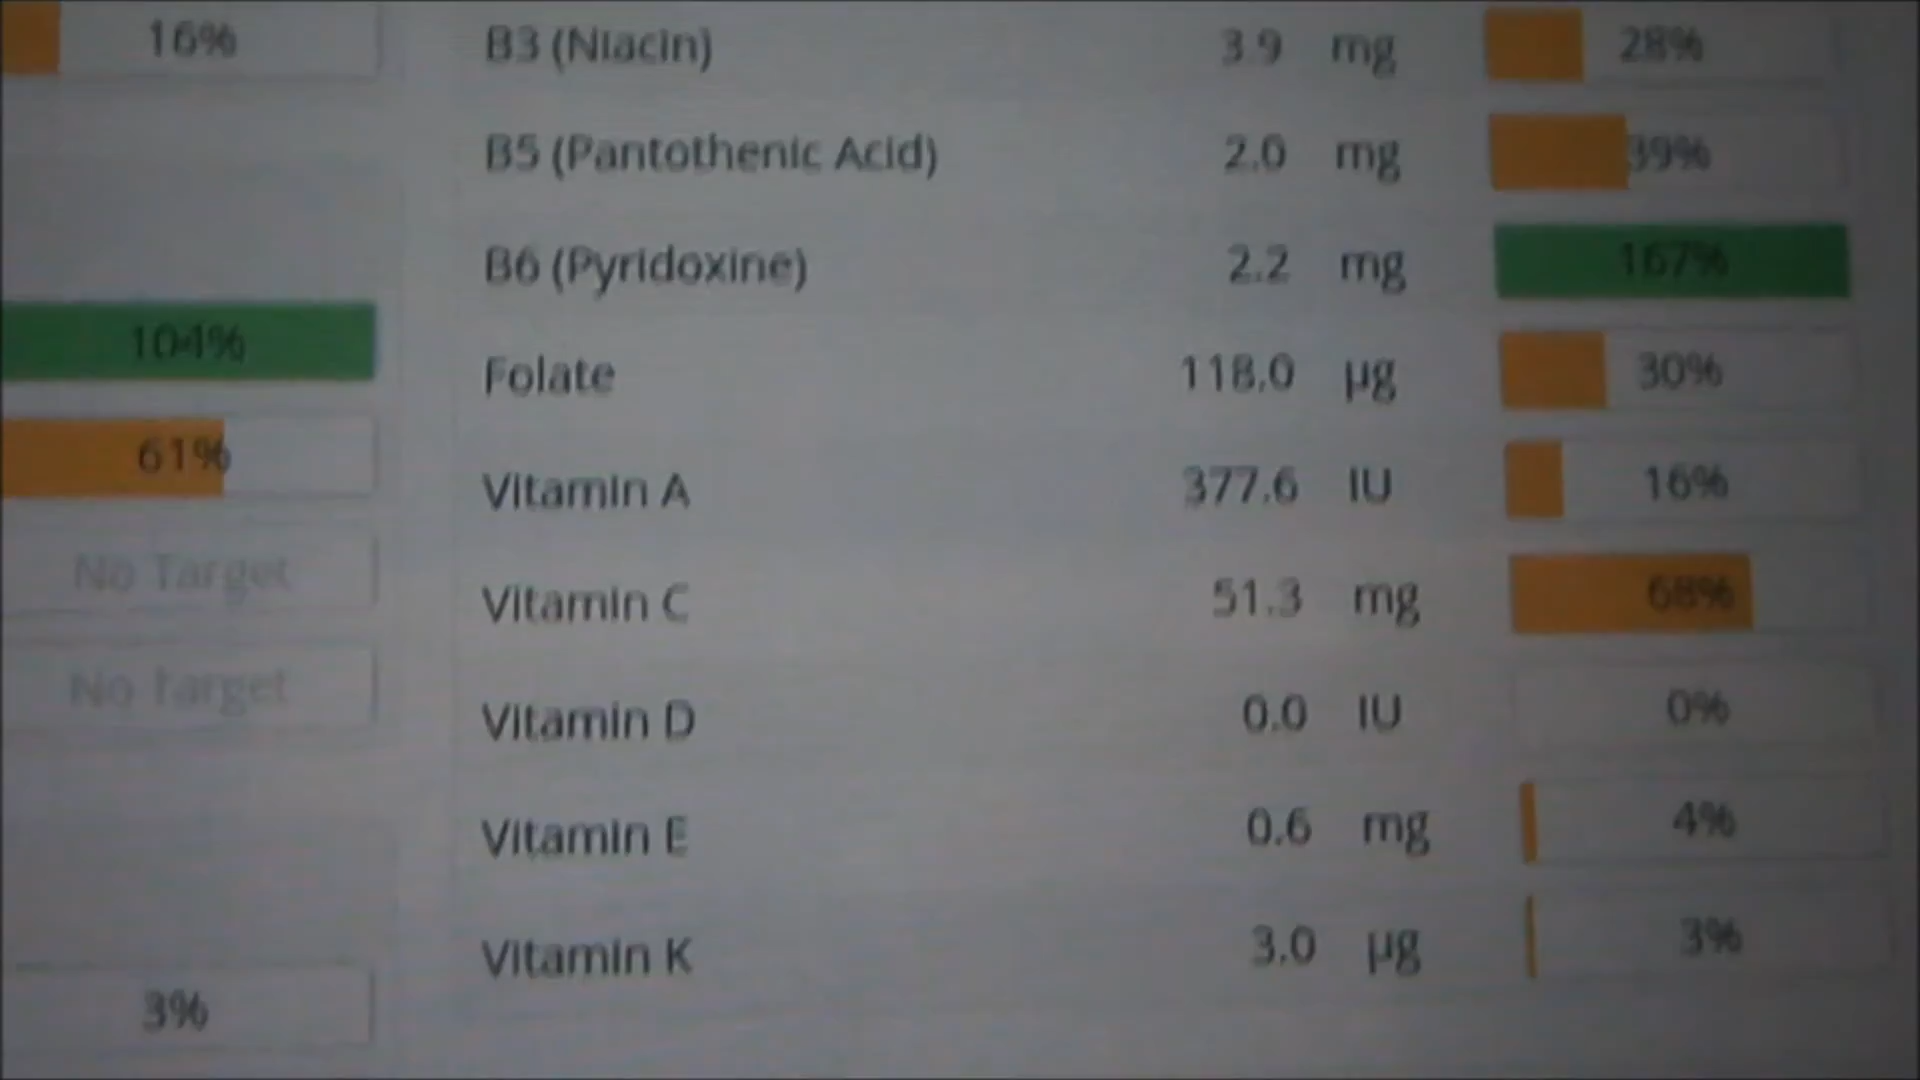 16%
104%
61%
No Target
No Target
3%
B3 (Niacin) 3.9 mg 28%
B5 (Pantothenic Acid) 2.0 mg 39%
B6 (Pyridoxine) 2.2 mg 167%
Folate 118.0 µg 30%
Vitamin A 377.6 IU 16%
Vitamin C 51.3 mg 68%
Vitamin D 0.0 IU 0%
Vitamin E 0.6 mg 4%
Vitamin K 3.0 µg 3%